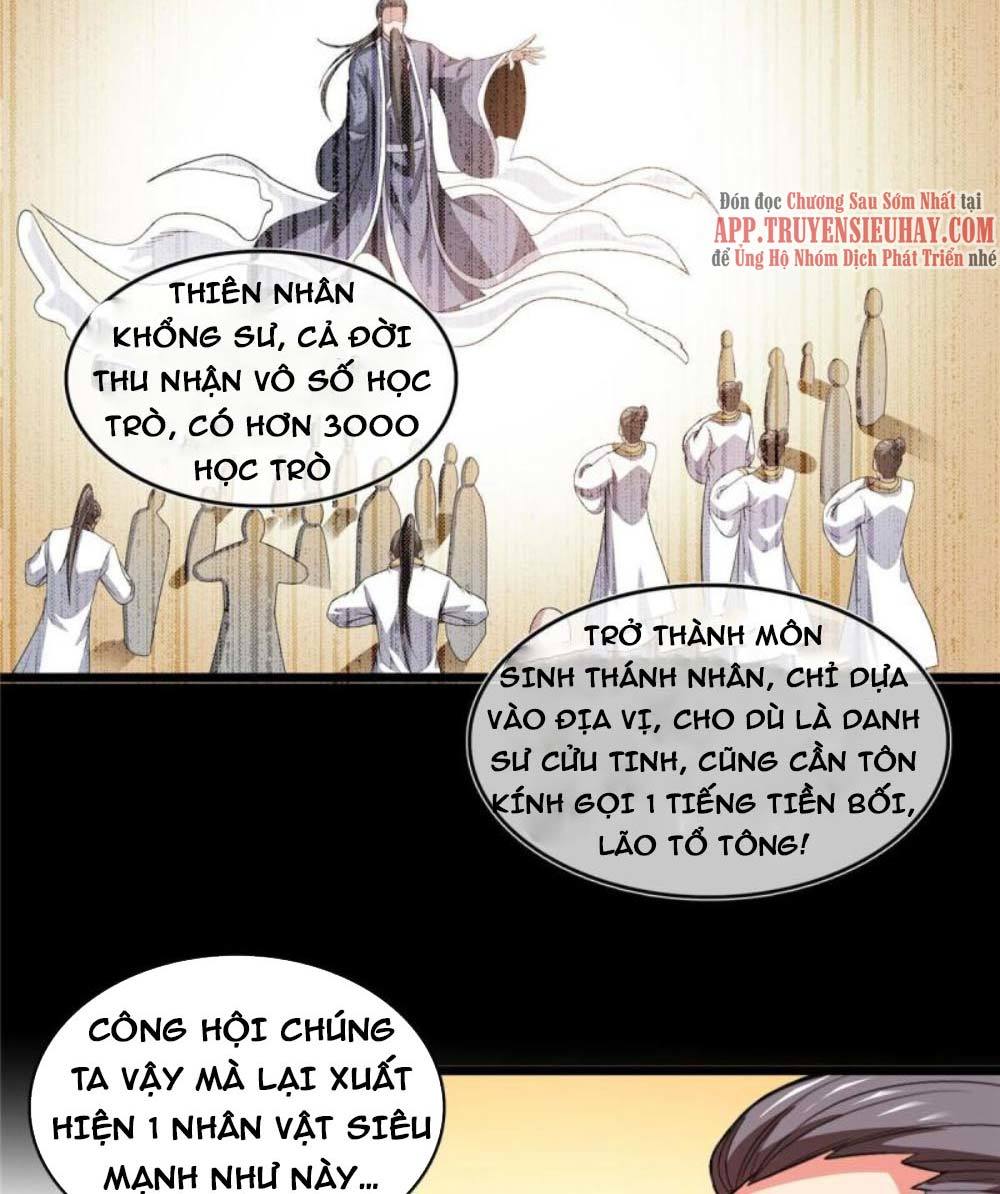 Đón đọc Chương Sau Sớm Nhất tại
APP.TRUYENSIEUHAY.COM
để Ủng Hộ Nhóm Dịch Phát Triển nhé
THIÊN NHÂN
KHỔNG SƯ, CẢ ĐỜI
THU NHẬN VÔ SỐ HỌC
TRÒ, CÓ HƠN 3000
HỌC TRÒ
TRỞ THÀNH MÔN
SINH THÁNH NHÂN, CHỈ DỰA
VÀO ĐỊA VỊ, CHO DÙ LÀ DANH
SƯ CỬU TINH, CŨNG CẦN TÔN
KÍNH GỌI 1 TIẾNG TIỀN BỐI,
LÃO TỔ TÔNG!
CÔNG HỘI CHÚNG
TA VẬY MÀ LẠI XUẤT
HIỆN 1 NHÂN VẬT SIÊU
MẠNH NHƯ NÀY...